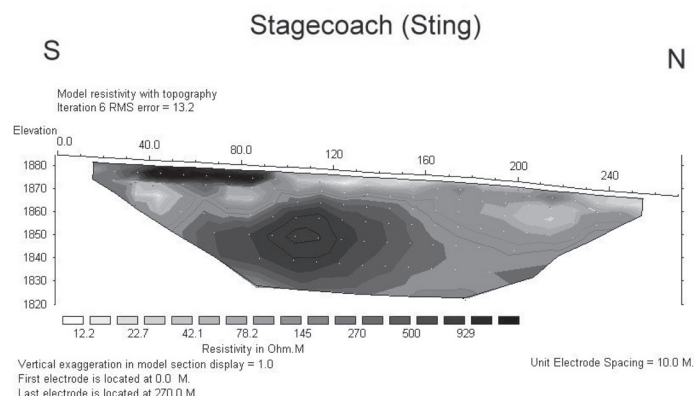 Stagecoach (Sting)
S
N
Model resistivity with topography
Iteration 6 RMS error = 13.2
Elevation
0.0 40.0 80.0 120 160 200 240
1880
1870
1860
1850
1840
1830
1820
12.2 22.7 42.1 78.2 145 270 500 929
Resistivity in Ohm.M
Vertical exaggeration in model section display = 1.0
Unit Electrode Spacing = 10.0 M.
First electrode is located at 0.0 M.
Last electrode is located at 270.0 M.